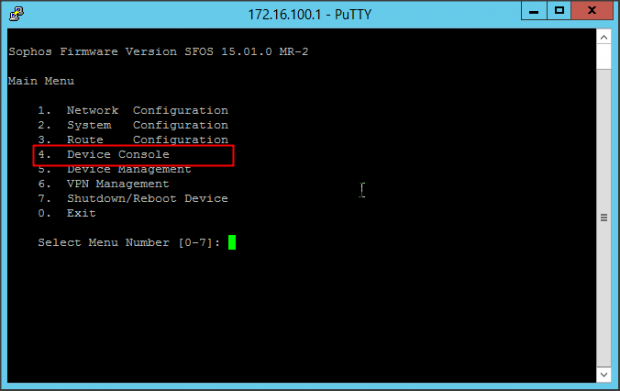 172.16.100.1 - PuTTY
Sophos Firmware Version SFOS 15.01.0 MR-2
Main Menu
1. Network Configuration
2. System Configuration
3. Route Configuration
4. Device Console
5. Device Management
6. VPN Management
7. Shutdown/Reboot Device
0. Exit
Select Menu Number [0-7]: